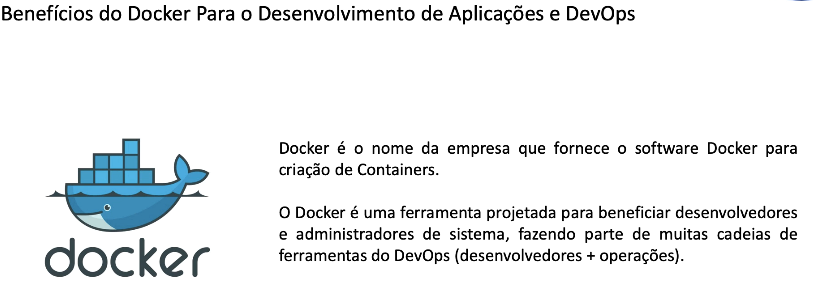 Benefícios do Docker Para o Desenvolvimento de Aplicações e DevOps
Docker é o nome da empresa que fornece o software Docker para
criação de Containers.
O Docker é uma ferramenta projetada para beneficiar desenvolvedores
e administradores de sistema, fazendo parte de muitas cadeias de
ferramentas do DevOps (desenvolvedores + operações).
docker